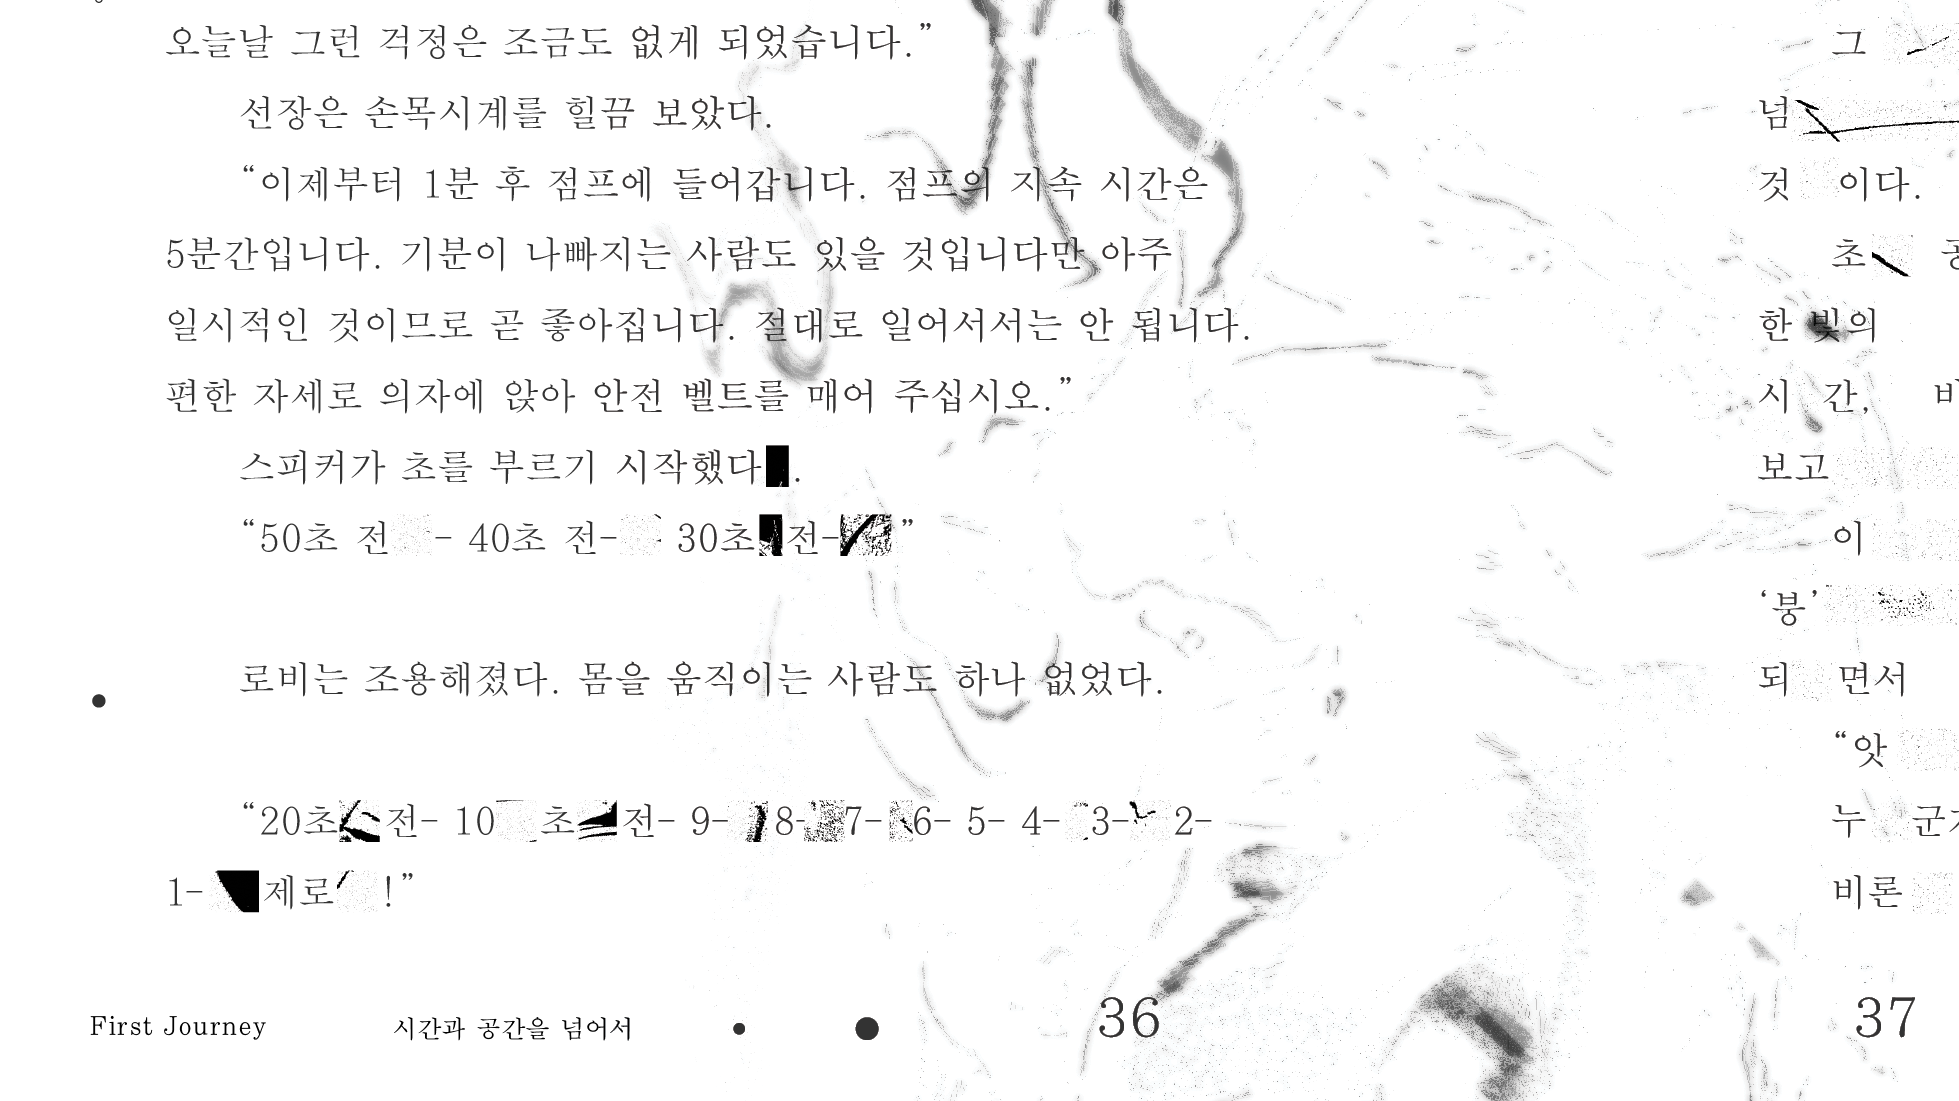 오늘날 그런 걱정은 조금도 없게 되었습니다.”
선장은 손목시계를 힐끔 보았다.
“이제부터 1분 후 점프에 들어갑니다. 점프의 지속 시간은
5분간입니다. 기분이 나빠지는 사람도 있을 것입니다만 아주
일시적인 것이므로 곧 좋아집니다. 절대로 일어서서는 안 됩니다.
편한 자세로 의자에 앉아 안전 벨트를 매어 주십시오.”
스피커가 초를 부르기 시작했다.
“50초 전 - 40초 전- 30초 전- ”
로비는 조용해졌다. 몸을 움직이는 사람도 하나 없었다.
“20초 전- 10 초 전- 9- 8- 7- 6- 5- 4- 3- 2-
1- 제로 !”
First Journey 시간과 공간을 넘어서 36
그
넘
것 이다.
초
한 빛의
시 간,
보고
이
‘붕’
되 면서
“앗
누 군
비론
37